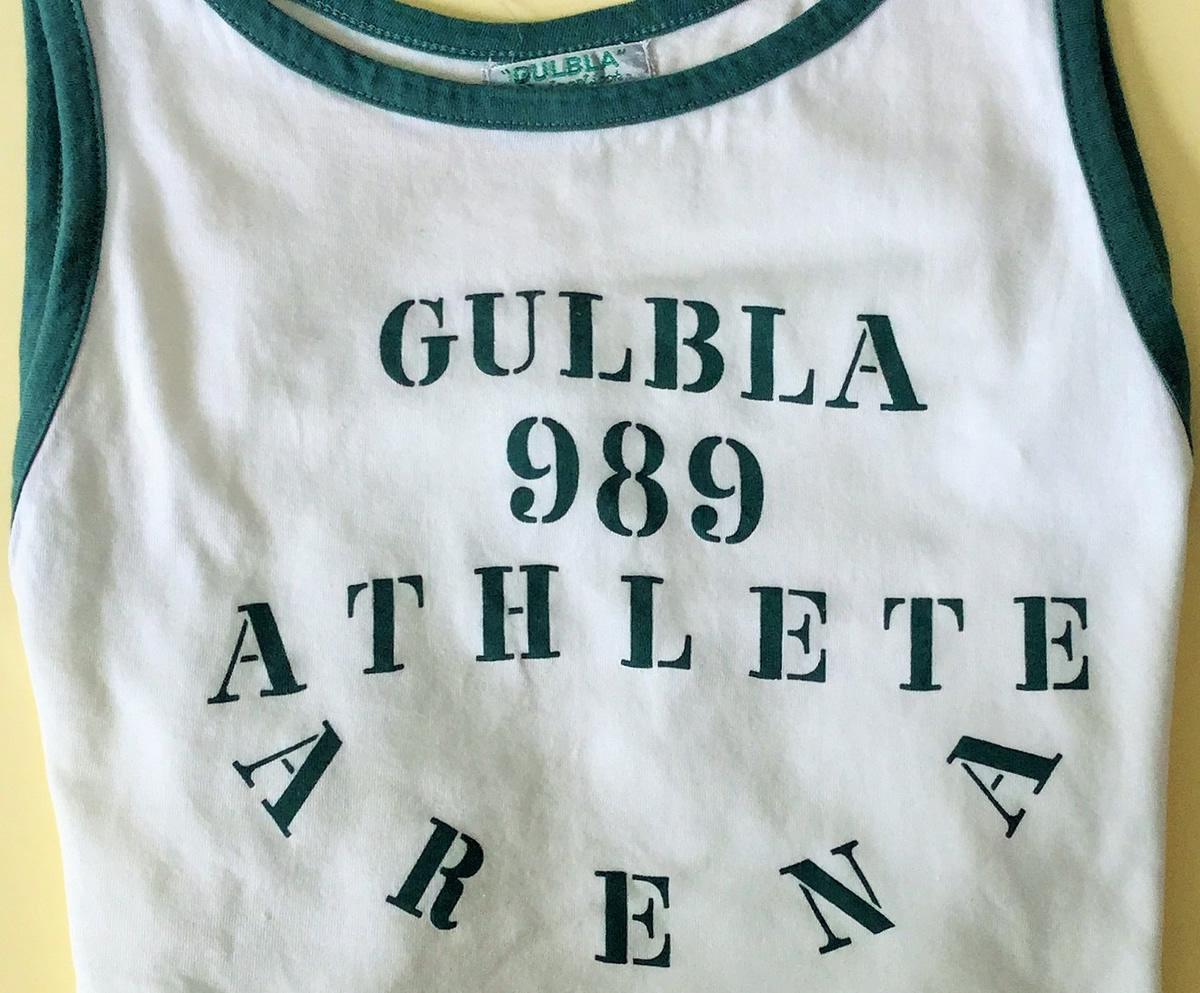 "GULBLA"
GULBLA
989
ATHLETE
ARENA